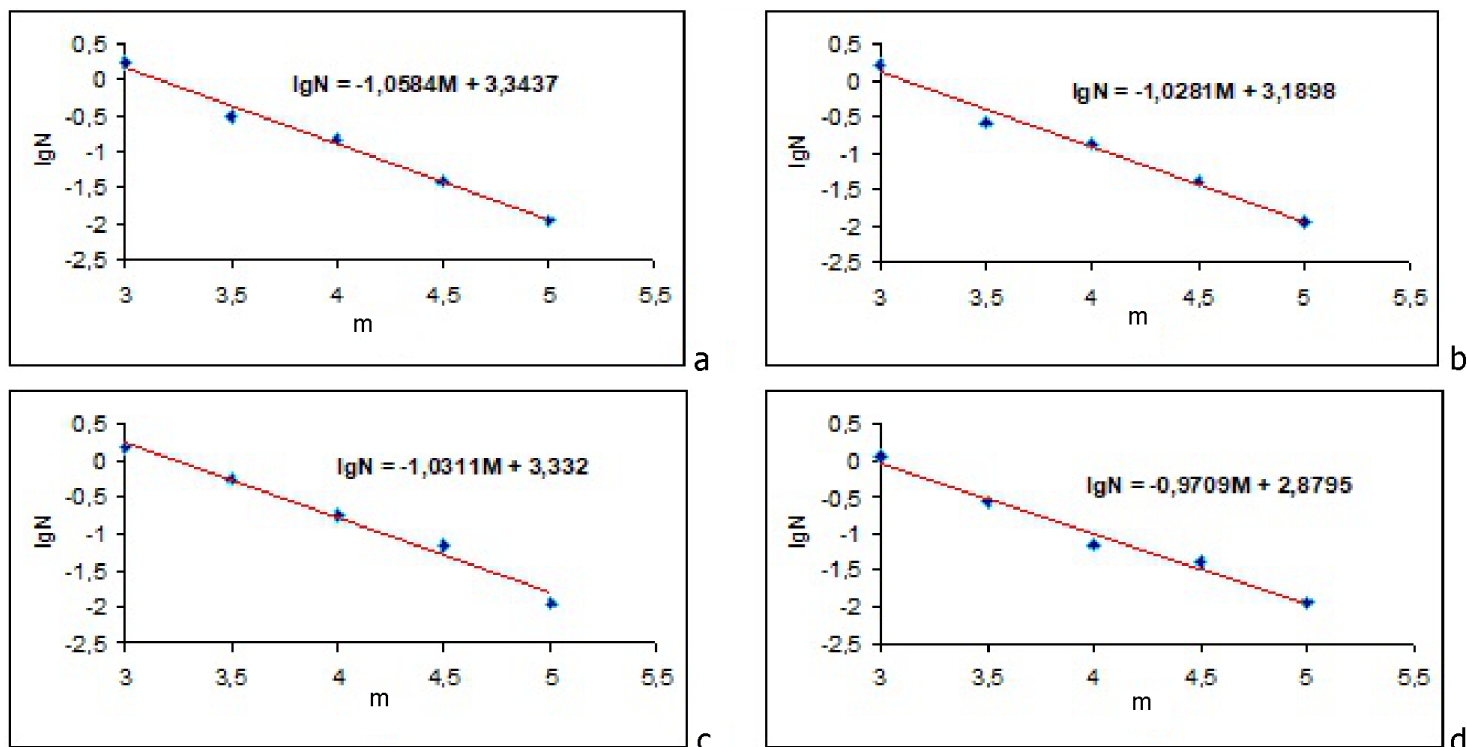 0,5
0
-0,5
-1
-1,5
-2
-2,5
lgN
lgN = -1,0584M + 3,3437
3 3,5 4 4,5 5 5,5
m
a
0,5
0
-0,5
-1
-1,5
-2
-2,5
lgN
lgN = -1,0281M + 3,1898
3 3,5 4 4,5 5 5,5
m
b
0,5
0
-0,5
-1
-1,5
-2
-2,5
lgN
lgN = -1,0311M + 3,332
3 3,5 4 4,5 5 5,5
m
c
0,5
0
-0,5
-1
-1,5
-2
-2,5
lgN
lgN = -0,9709M + 2,8795
3 3,5 4 4,5 5 5,5
m
d